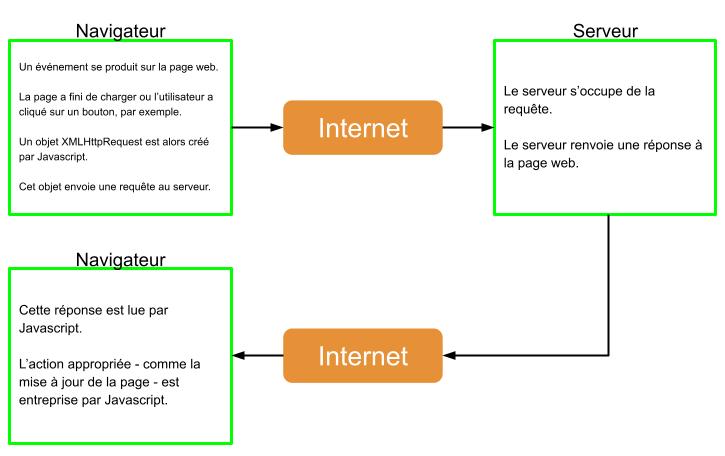 Navigateur
Un événement se produit sur la page web.
La page a fini de charger ou l'utilisateur a
cliqué sur un bouton, par exemple.
Un objet XMLHttpRequest est alors créé
par Javascript.
Cet objet envoie une requête au serveur.
Internet
Serveur
Le serveur s'occupe de la
requête.
Le serveur renvoie une réponse à
la page web.
Navigateur
Cette réponse est lue par
Javascript.
L'action appropriée - comme la
mise à jour de la page - est
entreprise par Javascript.
Internet